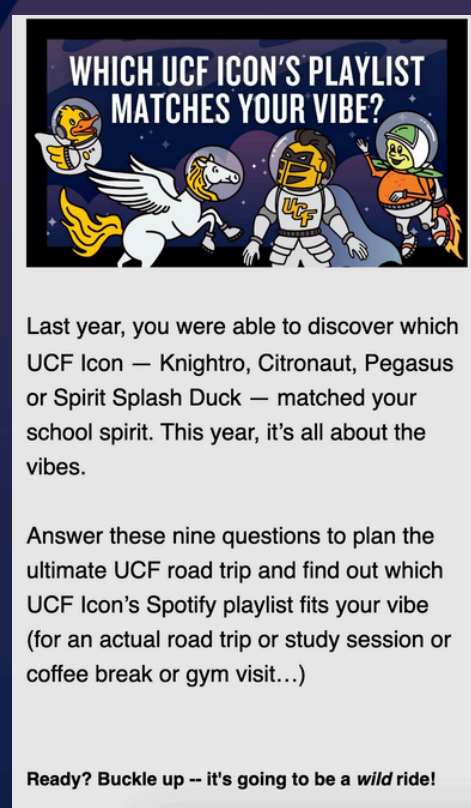 WHICH UCF ICON'S PLAYLIST
MATCHES YOUR VIBE?
UCF
Last year, you were able to discover which
UCF Icon — Knightro, Citronaut, Pegasus
or Spirit Splash Duck — matched your
school spirit. This year, it's all about the
vibes.
Answer these nine questions to plan the
ultimate UCF road trip and find out which
UCF Icon's Spotify playlist fits your vibe
(for an actual road trip or study session or
coffee break or gym visit…)
Ready? Buckle up -- it's going to be a wild ride!